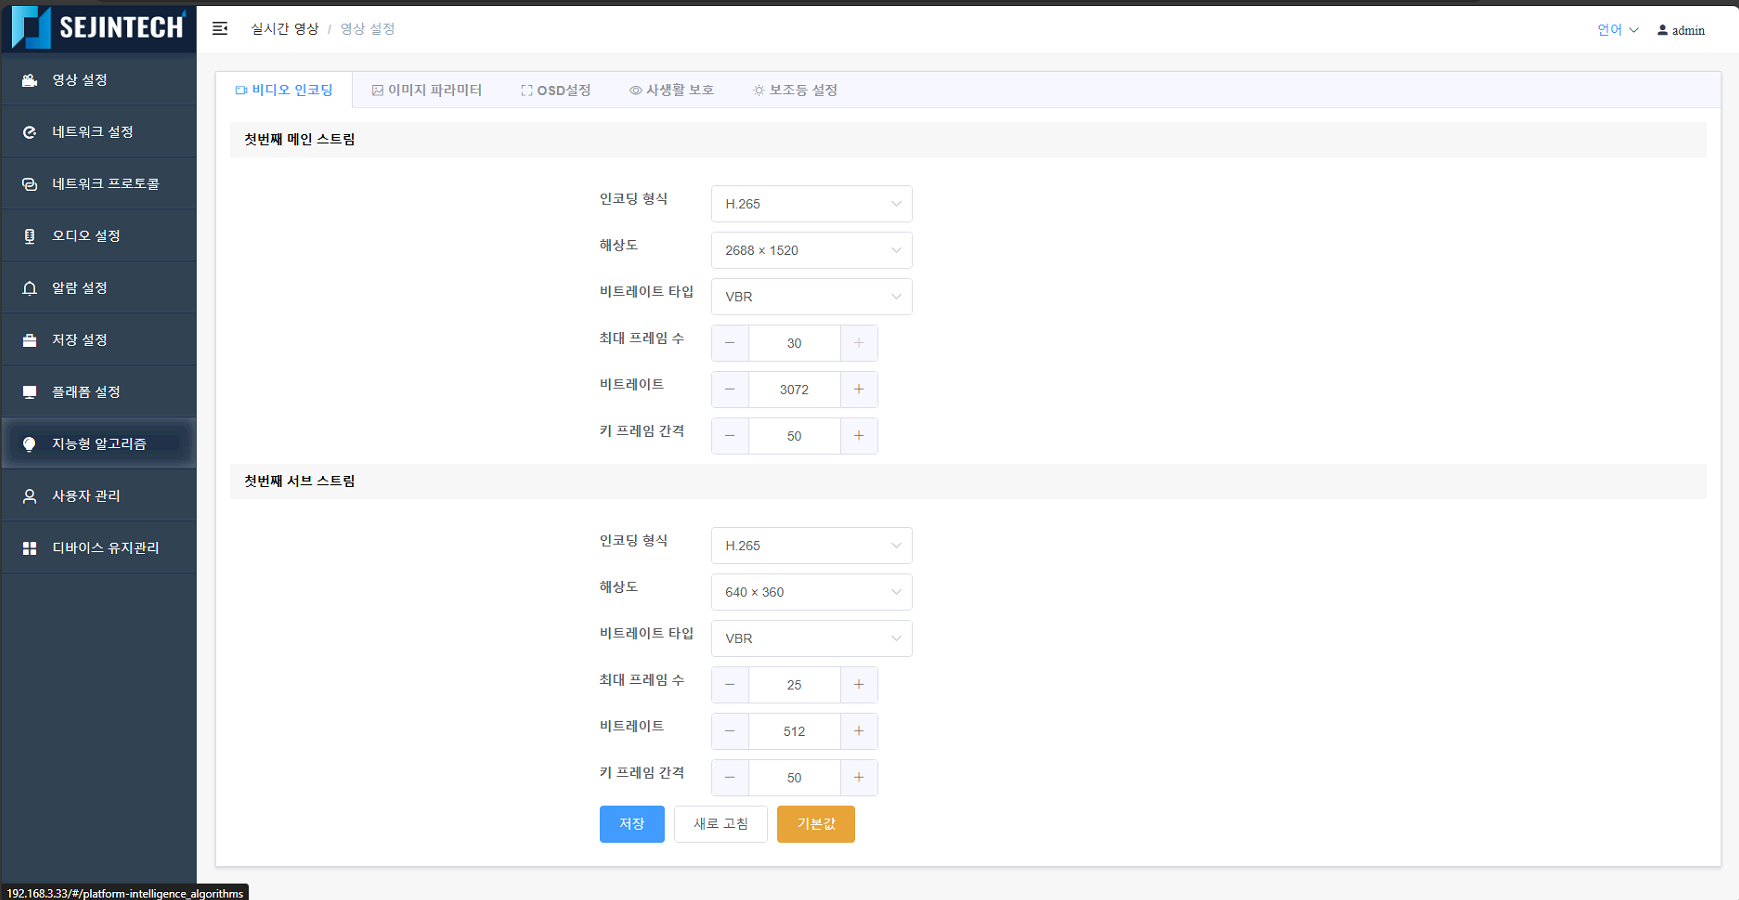 SEJINTECH
실시간 영상 / 영상 설정
언어
admin
영상 설정
네트워크 설정
네트워크 프로토콜
오디오 설정
알람 설정
저장 설정
플래폼 설정
지능형 알고리즘
사용자 관리
디바이스 유지관리
비디오 인코딩
이미지 파라미터
OSD설정
사생활 보호
보조등 설정
첫번째 메인 스트림
인코딩 형식 H.265
해상도 2688 × 1520
비트레이트 타입 VBR
최대 프레임 수 − 30 +
비트레이트 − 3072 +
키 프레임 간격 − 50 +
첫번째 서브 스트림
인코딩 형식 H.265
해상도 640 × 360
비트레이트 타입 VBR
최대 프레임 수 − 25 +
비트레이트 − 512 +
키 프레임 간격 − 50 +
저장 새로 고침 기본값
192.168.3.33/#/platform-intelligence_algorithms